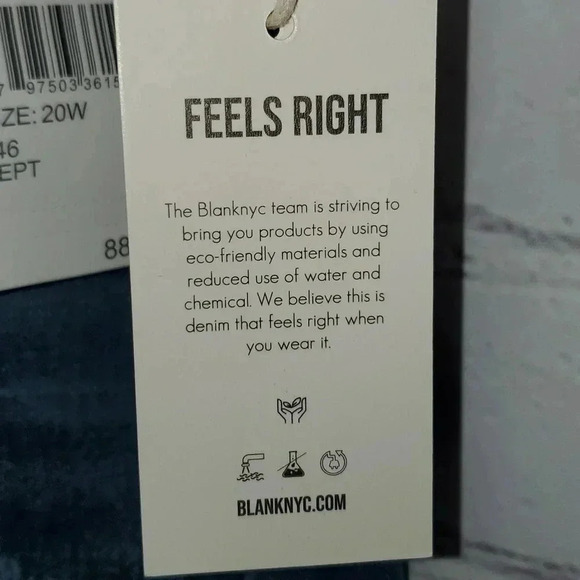 97503 3615
ZE: 20W
46
EPT
88
FEELS RIGHT
The Blanknyc team is striving to
bring you products by using
eco-friendly materials and
reduced use of water and
chemical. We believe this is
denim that feels right when
you wear it.
BLANKNYC.COM